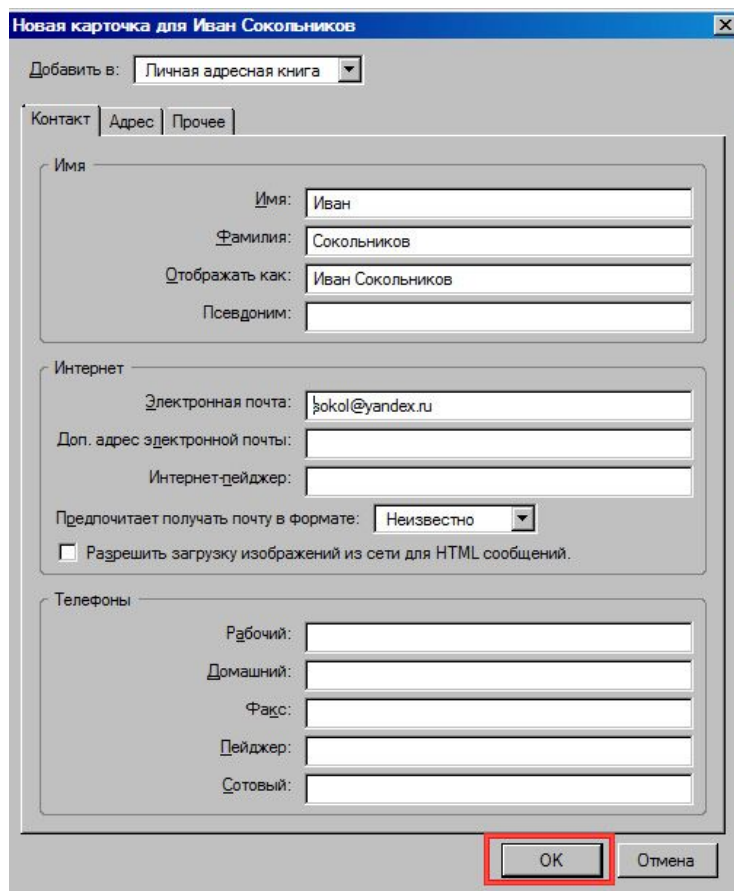 Новая карточка для Иван Сокольников
Добавить в: Личная адресная книга
Контакт Адрес Прочее
Имя
Имя: Иван
Фамилия: Сокольников
Отображать как: Иван Сокольников
Псевдоним:
Интернет
Электронная почта: sokol@yandex.ru
Доп. адрес электронной почты:
Интернет-пейджер:
Предпочитает получать почту в формате: Неизвестно
Разрешить загрузку изображений из сети для HTML сообщений.
Телефоны
Рабочий:
Домашний:
Факс:
Пейджер:
Сотовый:
OK Отмена